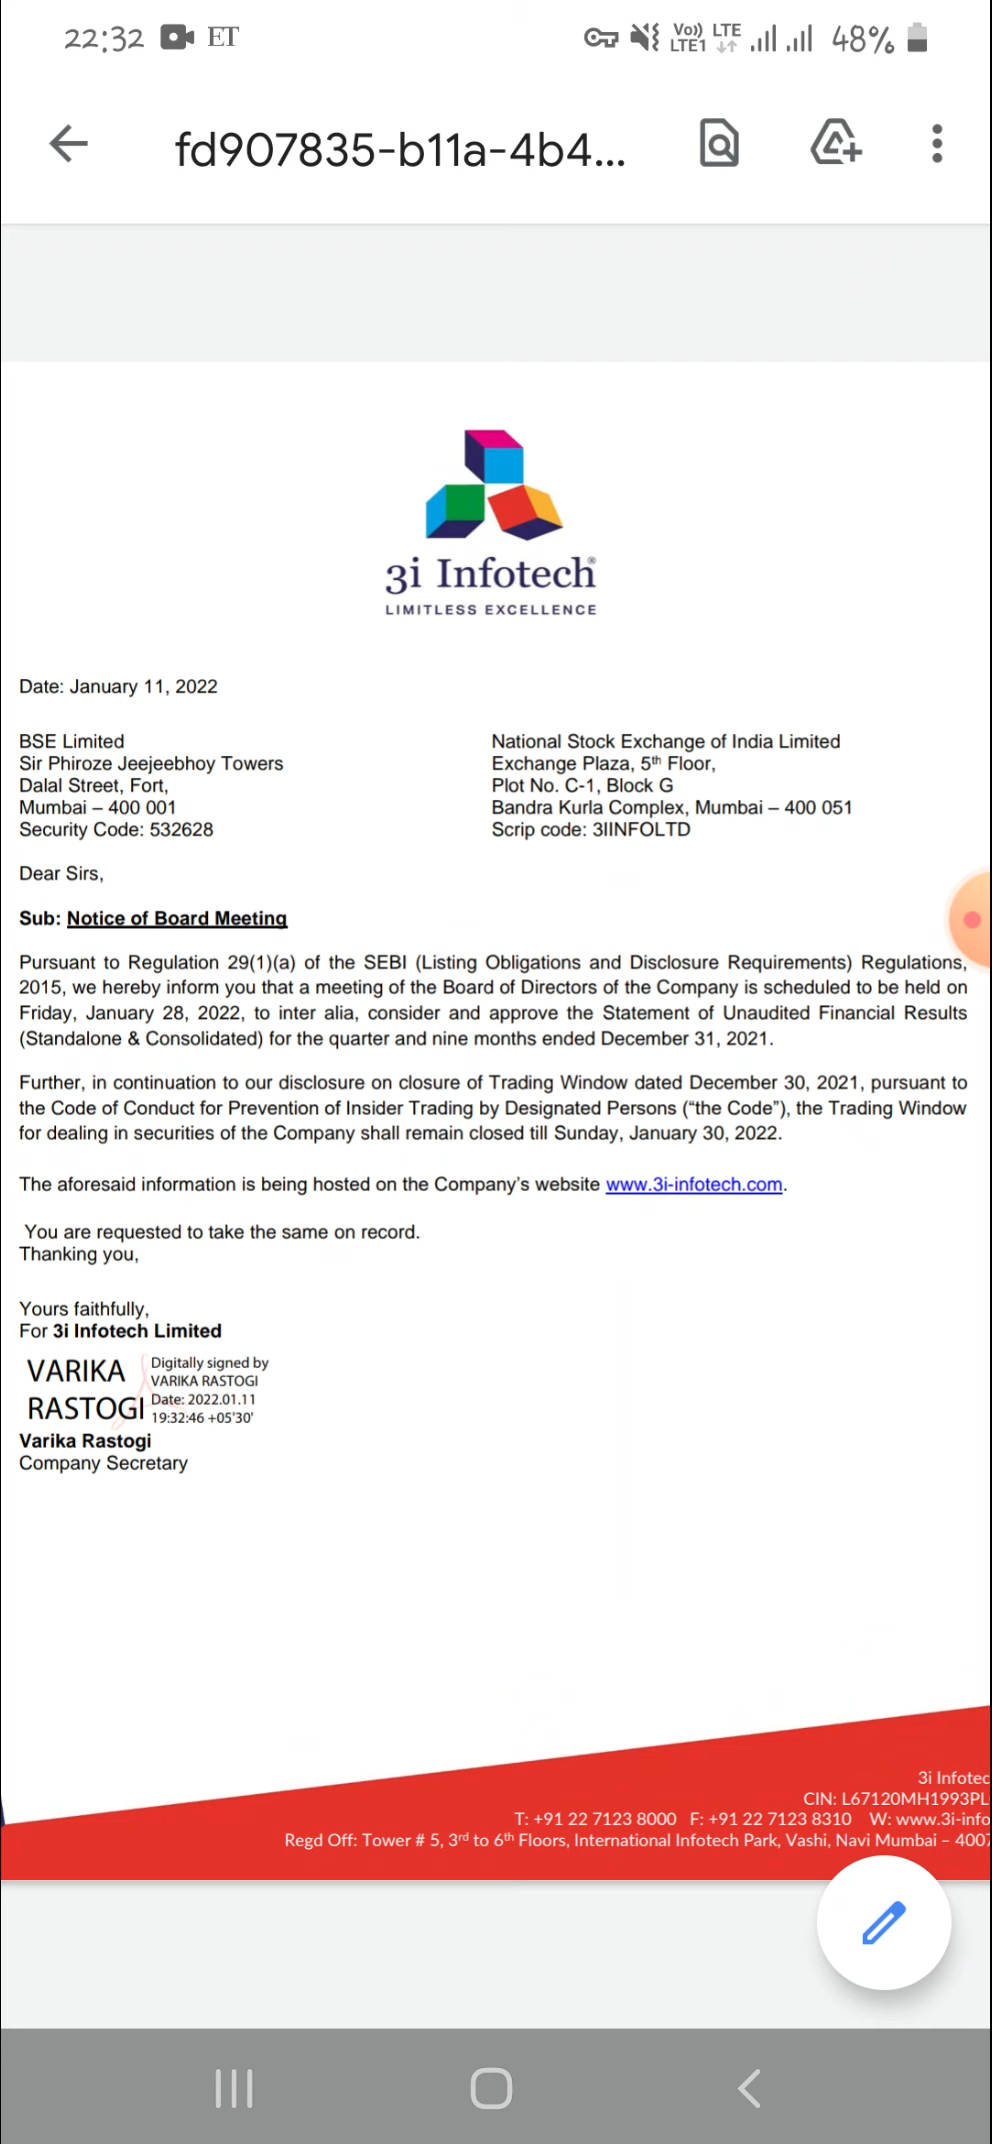 22:32 ET Vo)) LTE LTE1 48%
fd907835-b11a-4b4...
3i Infotech®
LIMITLESS EXCELLENCE
Date: January 11, 2022
BSE Limited
Sir Phiroze Jeejeebhoy Towers
Dalal Street, Fort,
Mumbai – 400 001
Security Code: 532628
National Stock Exchange of India Limited
Exchange Plaza, 5th Floor,
Plot No. C-1, Block G
Bandra Kurla Complex, Mumbai – 400 051
Scrip code: 3IINFOLTD
Dear Sirs,
Sub: Notice of Board Meeting
Pursuant to Regulation 29(1)(a) of the SEBI (Listing Obligations and Disclosure Requirements) Regulations,
2015, we hereby inform you that a meeting of the Board of Directors of the Company is scheduled to be held on
Friday, January 28, 2022, to inter alia, consider and approve the Statement of Unaudited Financial Results
(Standalone & Consolidated) for the quarter and nine months ended December 31, 2021.
Further, in continuation to our disclosure on closure of Trading Window dated December 30, 2021, pursuant to
the Code of Conduct for Prevention of Insider Trading by Designated Persons (“the Code”), the Trading Window
for dealing in securities of the Company shall remain closed till Sunday, January 30, 2022.
The aforesaid information is being hosted on the Company’s website www.3i-infotech.com.
You are requested to take the same on record.
Thanking you,
Yours faithfully,
For 3i Infotech Limited
VARIKA
RASTOGI
Digitally signed by
VARIKA RASTOGI
Date: 2022.01.11
19:32:46 +05'30'
Varika Rastogi
Company Secretary
3i Infotec
CIN: L67120MH1993PL
T: +91 22 7123 8000 F: +91 22 7123 8310 W: www.3i-info
Regd Off: Tower # 5, 3rd to 6th Floors, International Infotech Park, Vashi, Navi Mumbai – 4007